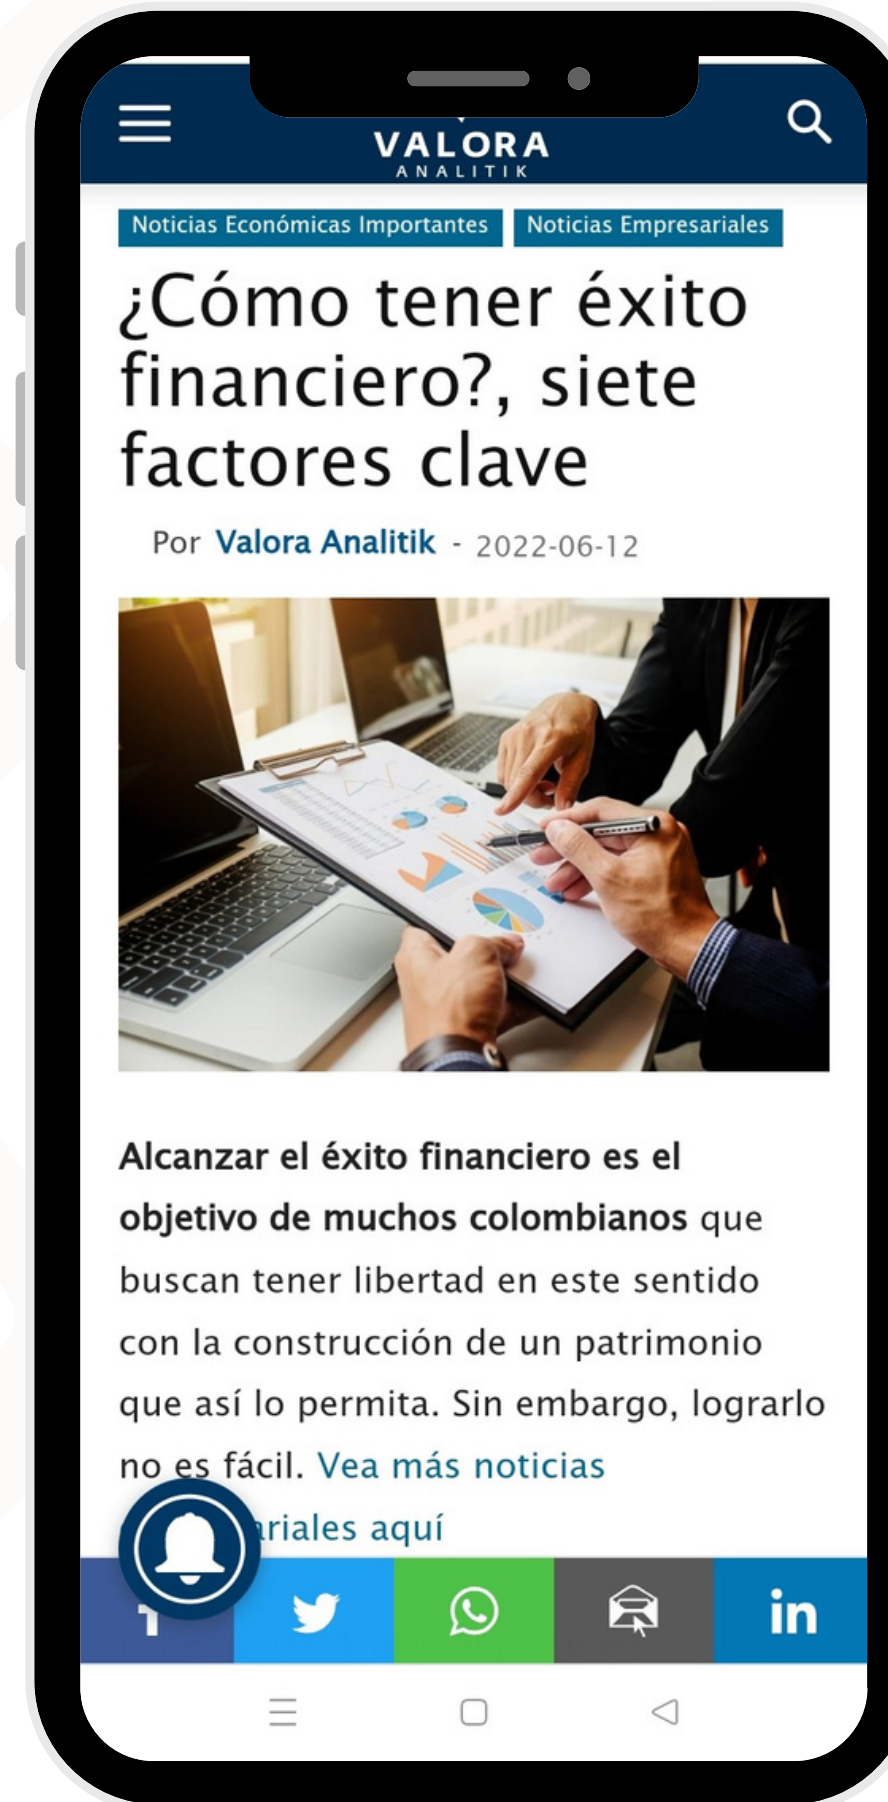 VALORA
ANALITIK
Noticias Económicas Importantes
Noticias Empresariales
¿Cómo tener éxito
financiero?, siete
factores clave
Por Valora Analitik - 2022-06-12
Alcanzar el éxito financiero es el
objetivo de muchos colombianos que
buscan tener libertad en este sentido
con la construcción de un patrimonio
que así lo permita. Sin embargo, lograrlo
no es fácil. Vea más noticias
ariales aquí
in